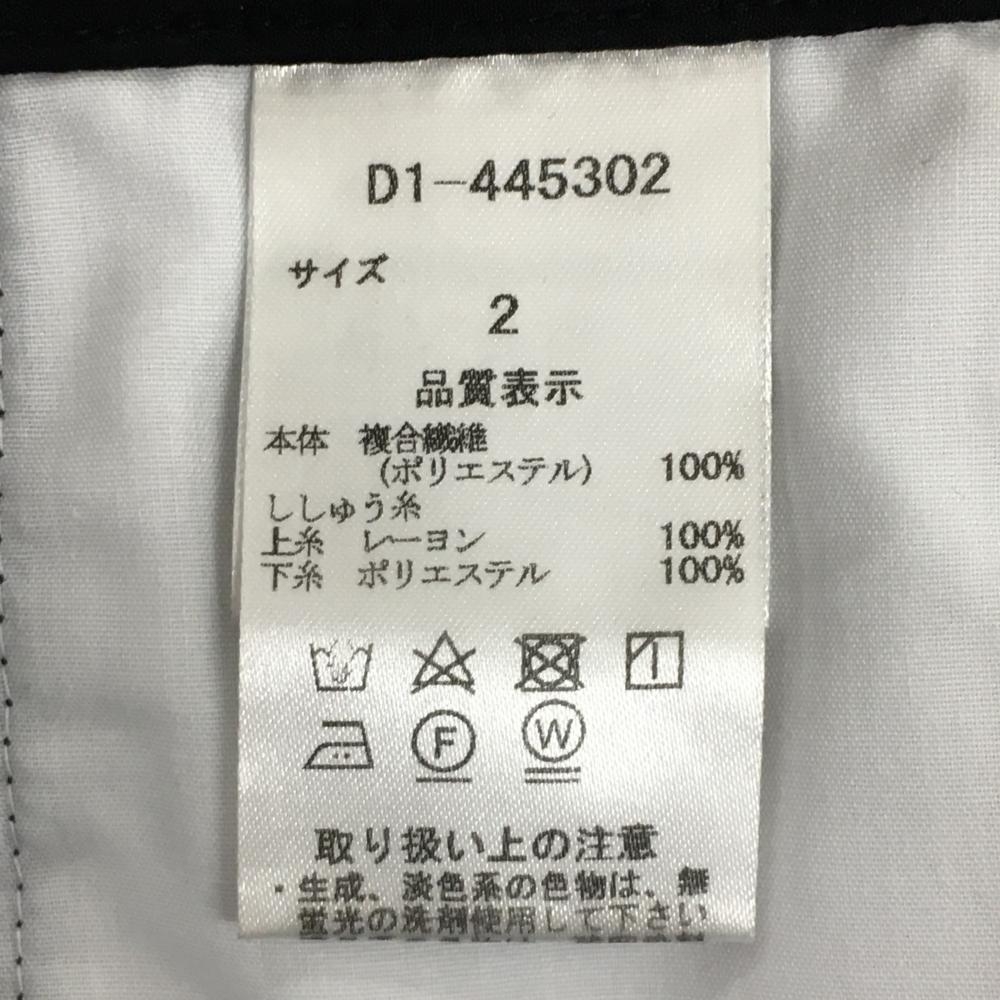 D1-445302
サイズ
2
品質表示
本体 複合繊維
(ポリエステル) 100%
ししゅう糸
上糸 レーヨン 100%
下糸 ポリエステル 100%
F W
取り扱い上の注意
・生成、淡色系の色物は、無
蛍光の洗剤使用して下さい